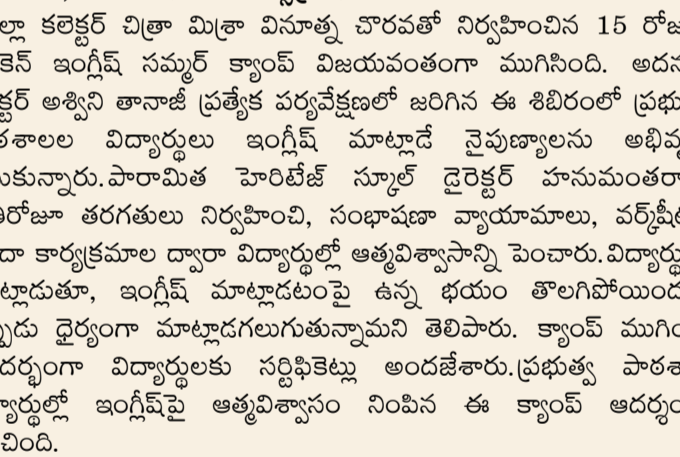 ల్లా కలెక్టర్ చిత్రా మిశ్రా వినూత్న చొరవతో నిర్వహించిన 15 రోజు
కెన్ ఇంగ్లీష్ సమ్మర్ క్యాంప్ విజయవంతంగా ముగిసింది. అదన
క్టర్ అశ్విని తానాజీ ప్రత్యేక పర్యవేక్షణలో జరిగిన ఈ శిబిరంలో ప్రభు
ఠశాలల విద్యార్థులు ఇంగ్లీష్ మాట్లాడే నైపుణ్యాలను అభివృ
ుకున్నారు.పారామిత హెరిటేజ్ స్కూల్ డైరెక్టర్ హనుమంతరా
తిరోజూ తరగతులు నిర్వహించి, సంభాషణా వ్యాయామాలు, వర్క్‌షీట్
దా కార్యక్రమాల ద్వారా విద్యార్థుల్లో ఆత్మవిశ్వాసాన్ని పెంచారు.విద్యార్థు
ట్లాడుతూ, ఇంగ్లీష్ మాట్లాడటంపై ఉన్న భయం తొలగిపోయింద
ప్పుడు ధైర్యంగా మాట్లాడగలుగుతున్నామని తెలిపారు. క్యాంప్ ముగిం
దర్భంగా విద్యార్థులకు సర్టిఫికెట్లు అందజేశారు.ప్రభుత్వ పాఠశా
్యార్థుల్లో ఇంగ్లీష్‌పై ఆత్మవిశ్వాసం నింపిన ఈ క్యాంప్ ఆదర్శం
చింది.